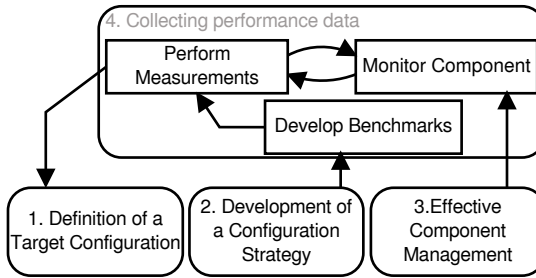 4. Collecting performance data
Perform
Measurements
Monitor Component
Develop Benchmarks
1. Definition of a
Target Configuration
2. Development of
a Configuration
Strategy
3.Effective
Component
Management